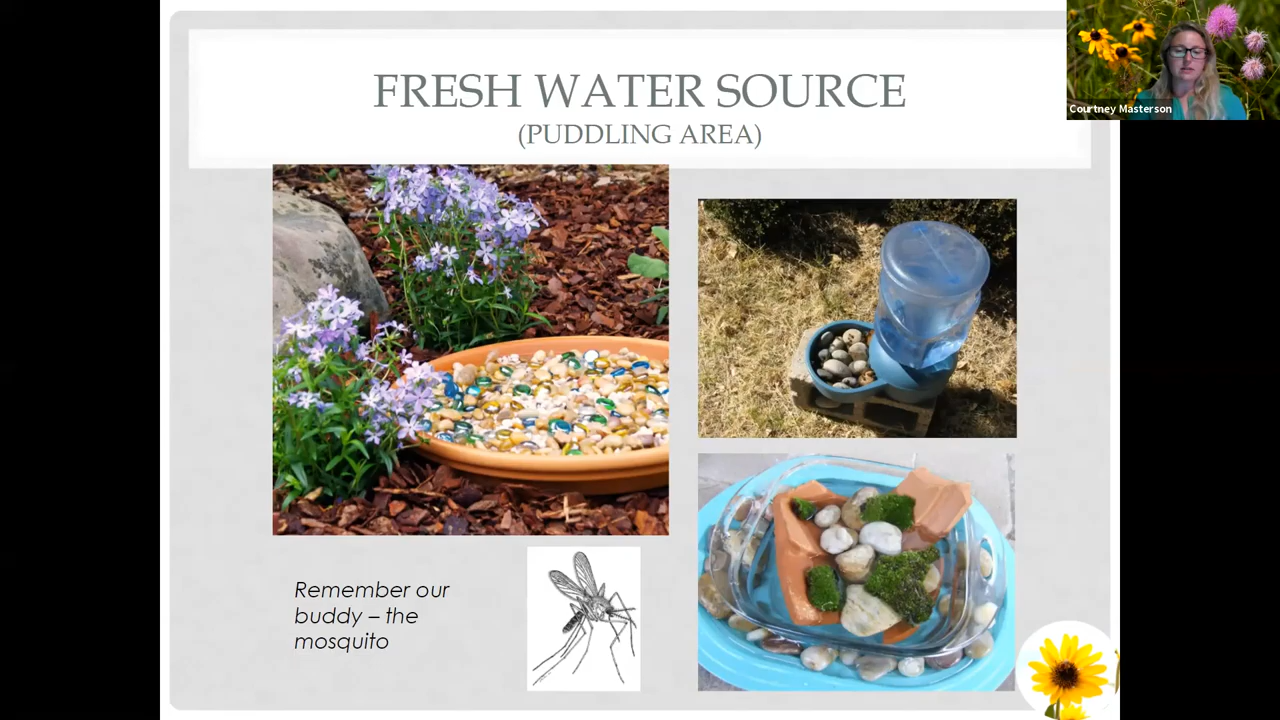 FRESH WATER SOURCE
(PUDDLING AREA)
Courtney Masterson
Remember our
buddy – the
mosquito